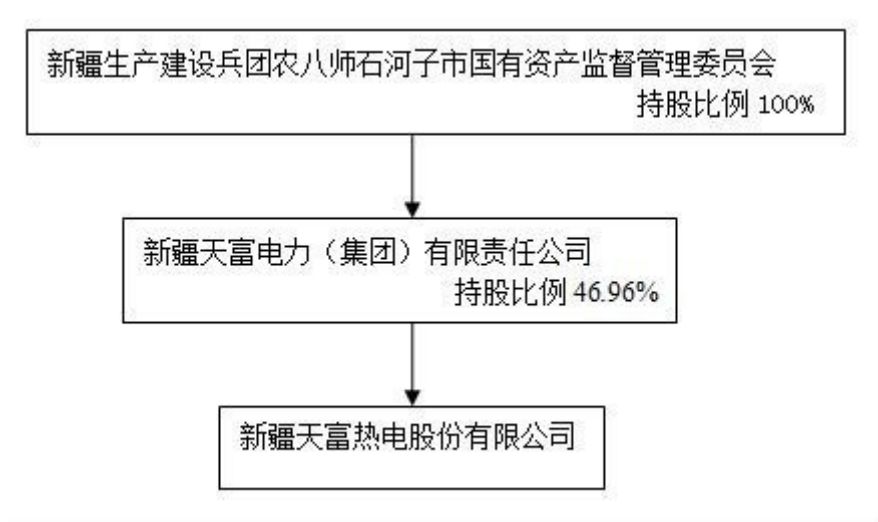 新疆生产建设兵团农八师石河子市国有资产监督管理委员会
持股比例 100%
新疆天富电力（集团）有限责任公司
持股比例 46.96%
新疆天富热电股份有限公司